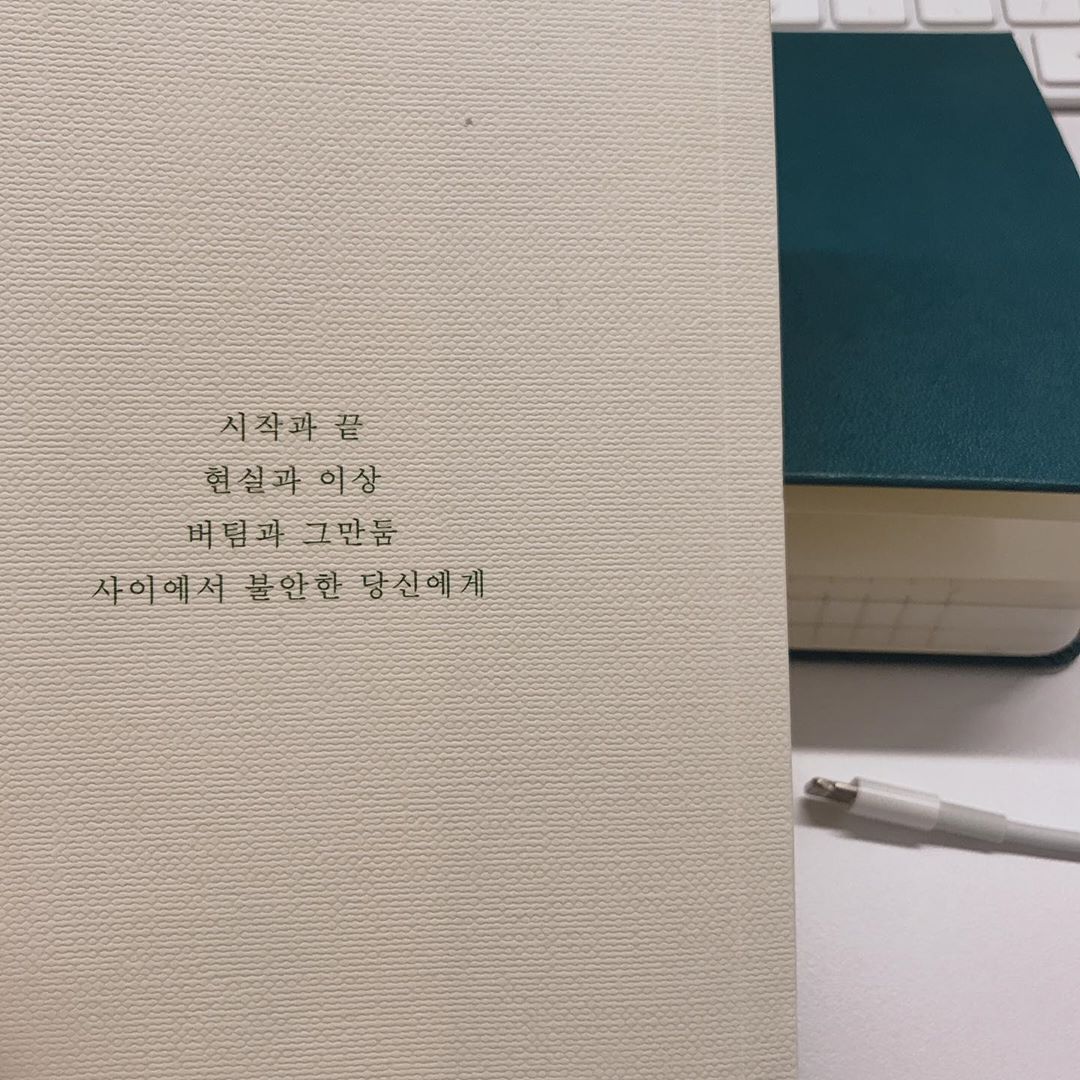 시작과 끝
현실과 이상
버팀과 그만둠
사이에서 불안한 당신에게